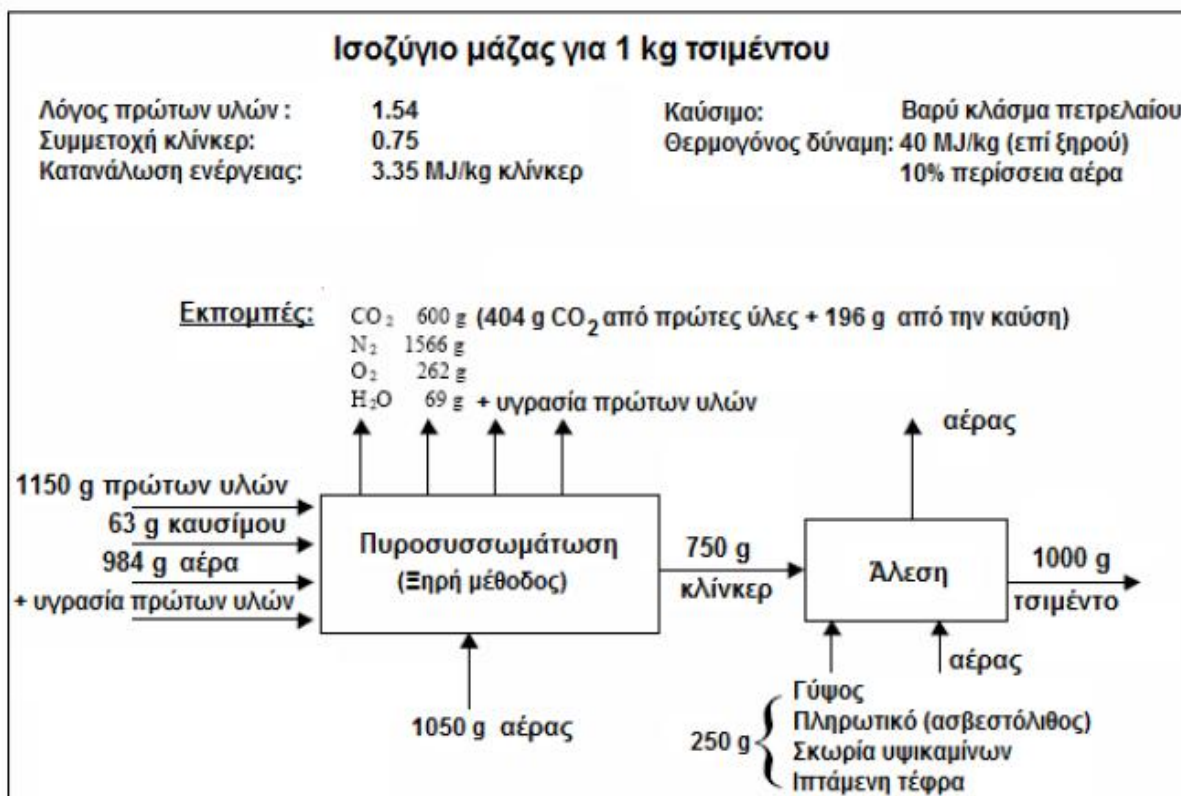 Ισοζύγιο μάζας για 1 kg τσιμέντου
Λόγος πρώτων υλών : 1.54
Συμμετοχή κλίνκερ: 0.75
Κατανάλωση ενέργειας: 3.35 MJ/kg κλίνκερ
Καύσιμο: Βαρύ κλάσμα πετρελαίου
Θερμογόνος δύναμη: 40 MJ/kg (επί ξηρού)
10% περίσσεια αέρα
Εκπομπές: CO₂ 600 g (404 g CO₂ από πρώτες ύλες + 196 g από την καύση)
N₂ 1566 g
O₂ 262 g
H₂O 69 g + υγρασία πρώτων υλών
αέρας
1150 g πρώτων υλών
63 g καυσίμου
984 g αέρα
+ υγρασία πρώτων υλών
Πυροσυσσωμάτωση
(Ξηρή μέθοδος)
750 g
κλίνκερ
Άλεση
1000 g
τσιμέντο
1050 g αέρας
αέρας
250 g
Γύψος
Πληρωτικό (ασβεστόλιθος)
Σκωρία υψικαμίνων
Ιπτάμενη τέφρα